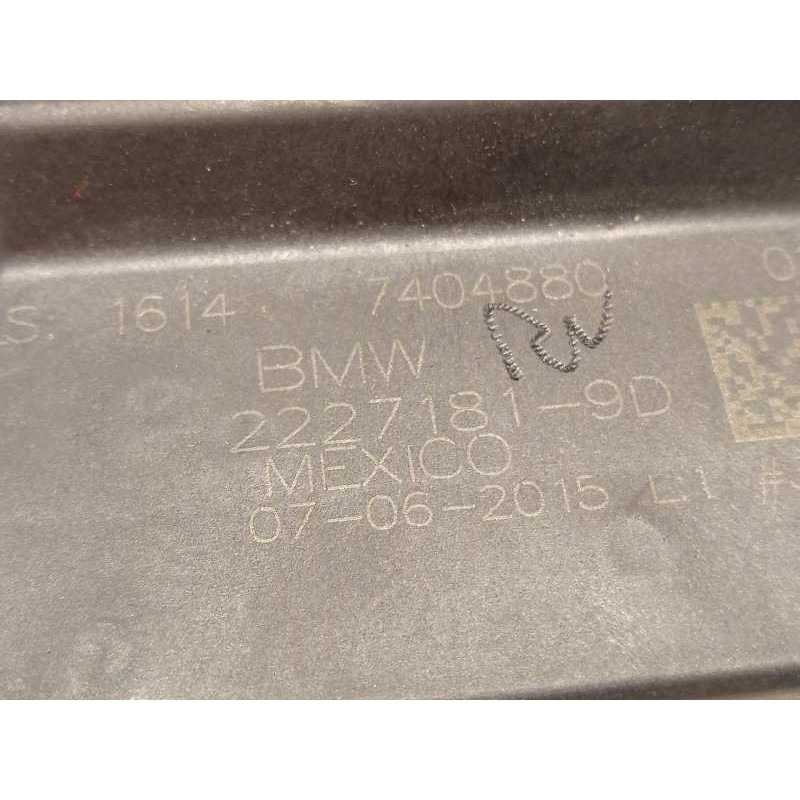 1614 7404880
BMW
2227181-9D
MEXICO
07-06-2015 L1